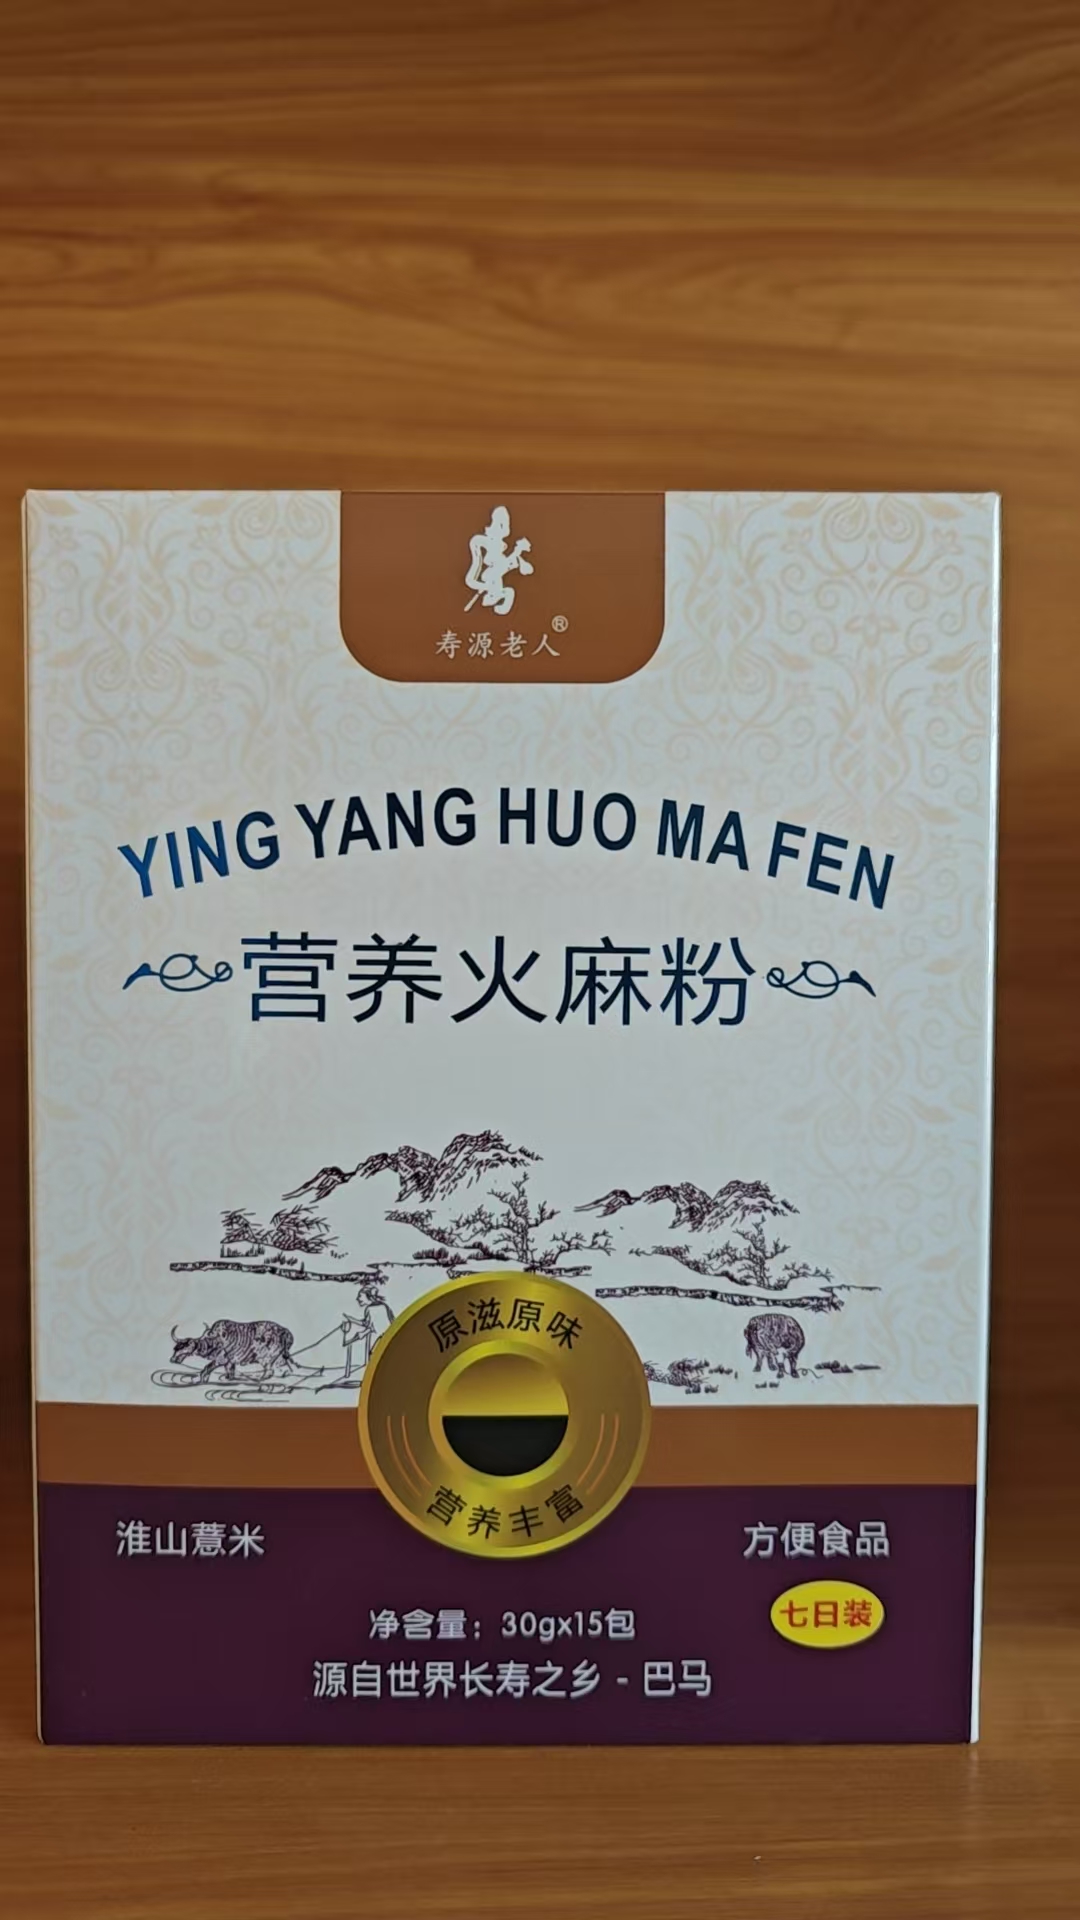 寿源老人®
YING YANG HUO MA FEN
营养火麻粉
原滋原味
营养丰富
淮山薏米
方便食品
七日装
净含量：30gx15包
源自世界长寿之乡 - 巴马